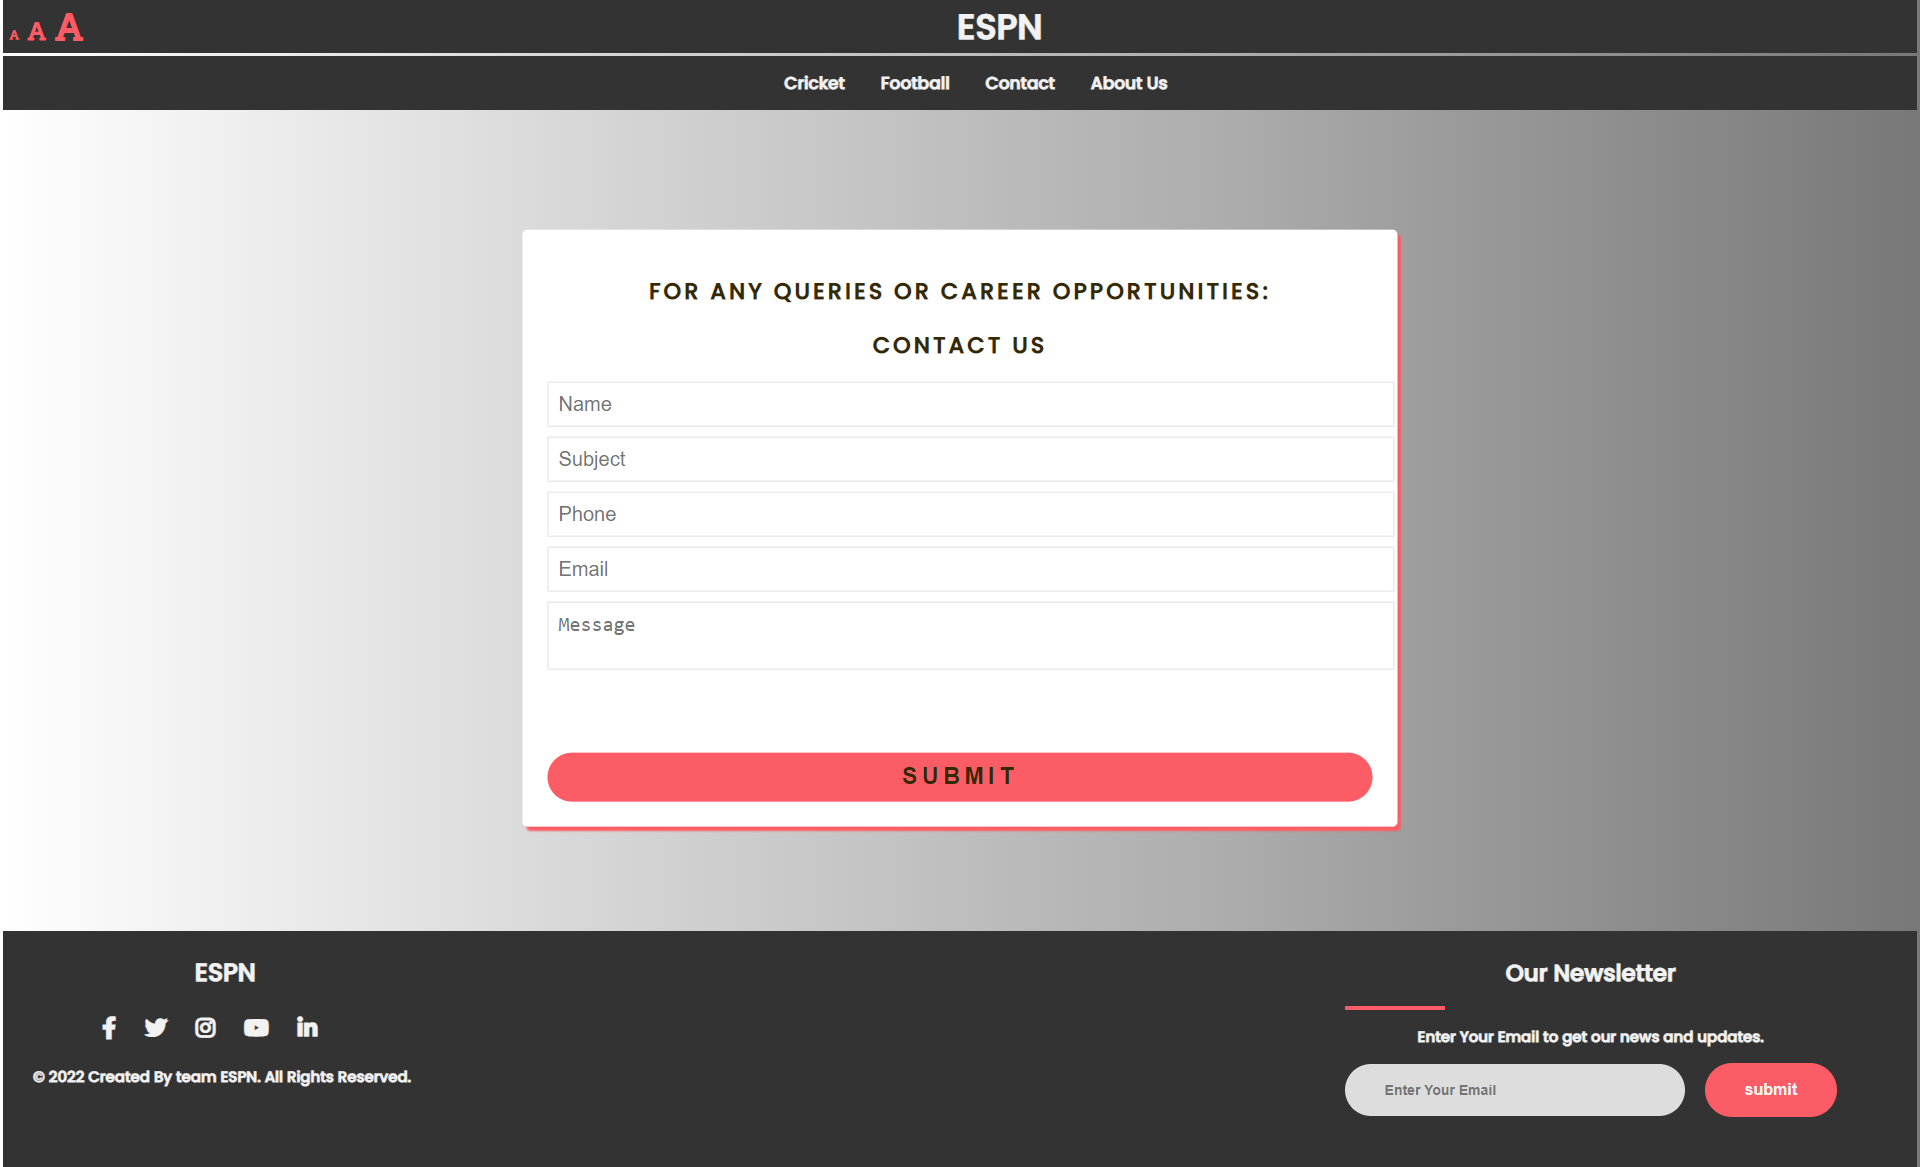 A A A
ESPN
Cricket Football Contact About Us
FOR ANY QUERIES OR CAREER OPPORTUNITIES:
CONTACT US
Name
Subject
Phone
Email
Message
SUBMIT
ESPN
© 2022 Created By team ESPN. All Rights Reserved.
Our Newsletter
Enter Your Email to get our news and updates.
Enter Your Email
submit